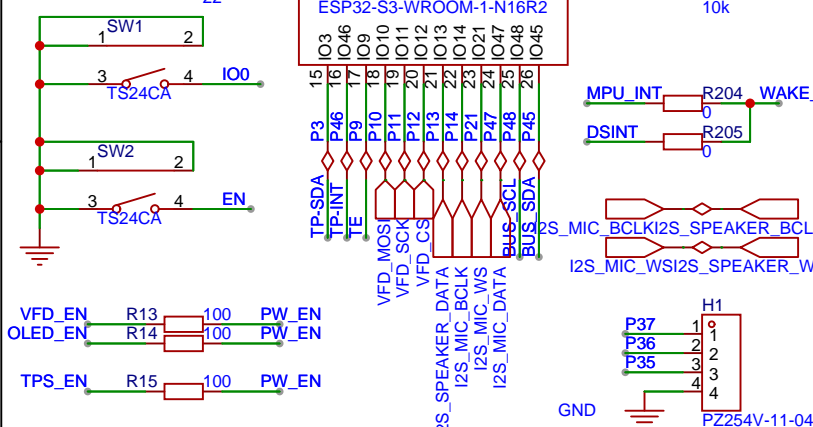 22
SW1
1
2
3
4
IO0
TS24CA
SW2
1
2
3
4
EN
TS24CA
VFD_EN
R13
100
PW_EN
OLED_EN
R14
100
PW_EN
TPS_EN
R15
100
PW_EN
ESP32-S3-WROOM-1-N16R2
IO3
IO46
IO9
IO10
IO11
IO12
IO13
IO14
IO21
IO47
IO48
IO45
15
16
17
18
19
20
21
22
23
24
25
26
P3
P46
P9
P10
P11
P12
P13
P14
P21
P47
P48
P45
TP-SDA
TP-INT
TE
VFD_MOSI
VFD_SCK
VFD_CS
2S_SPEAKER_DATA
I2S_MIC_BCLK
I2S_MIC_WS
I2S_MIC_DATA
BUS_SCL
BUS_SDA
10k
MPU_INT
R204
0
WAKE_
DSINT
R205
0
I2S_MIC_BCLK
I2S_SPEAKER_BCL
I2S_MIC_WS
I2S_SPEAKER_W
H1
P37
1
1
P36
2
2
P35
3
3
4
4
GND
PZ254V-11-04